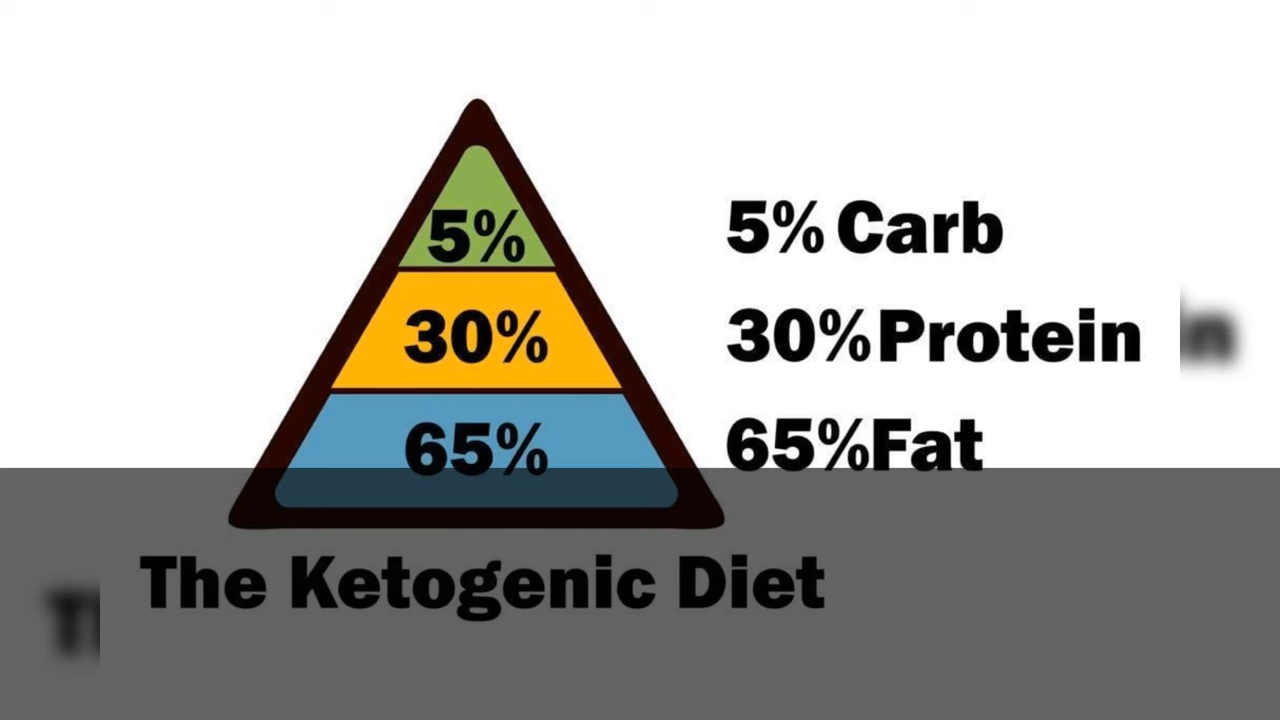 5%
30%
65%
5% Carb
30% Protein
65% Fat
The Ketogenic Diet